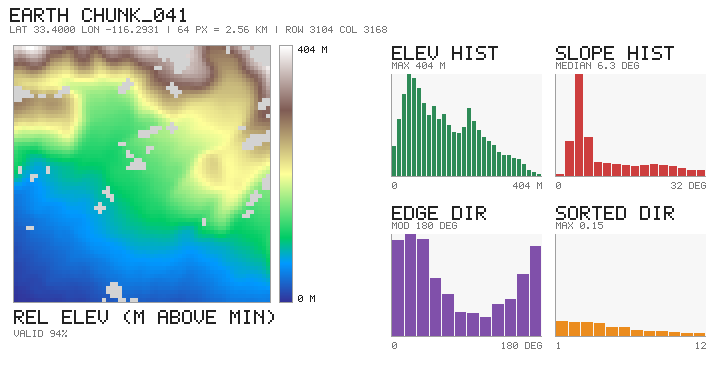 EARTH CHUNK_041
LAT 33.4000 LON -116.2931 | 64 PX = 2.56 KM | ROW 3104 COL 3168
404 M
0 M
REL ELEV (M ABOVE MIN)
VALID 94%
ELEV HIST
MAX 404 M
0 404 M
SLOPE HIST
MEDIAN 6.3 DEG
0 32 DEG
EDGE DIR
MOD 180 DEG
0 180 DEG
SORTED DIR
MAX 0.15
1 12